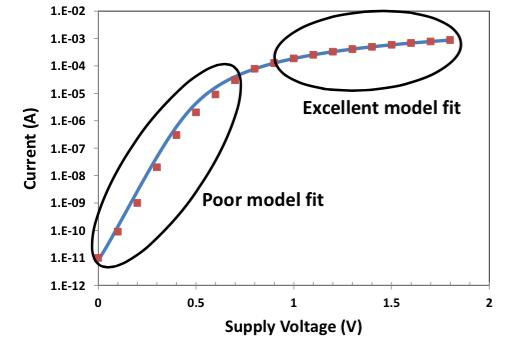 1.E-02
1.E-03
1.E-04
1.E-05
1.E-06
1.E-07
1.E-08
1.E-09
1.E-10
1.E-11
1.E-12
Current (A)
Excellent model fit
Poor model fit
0 0.5 1 1.5 2
Supply Voltage (V)